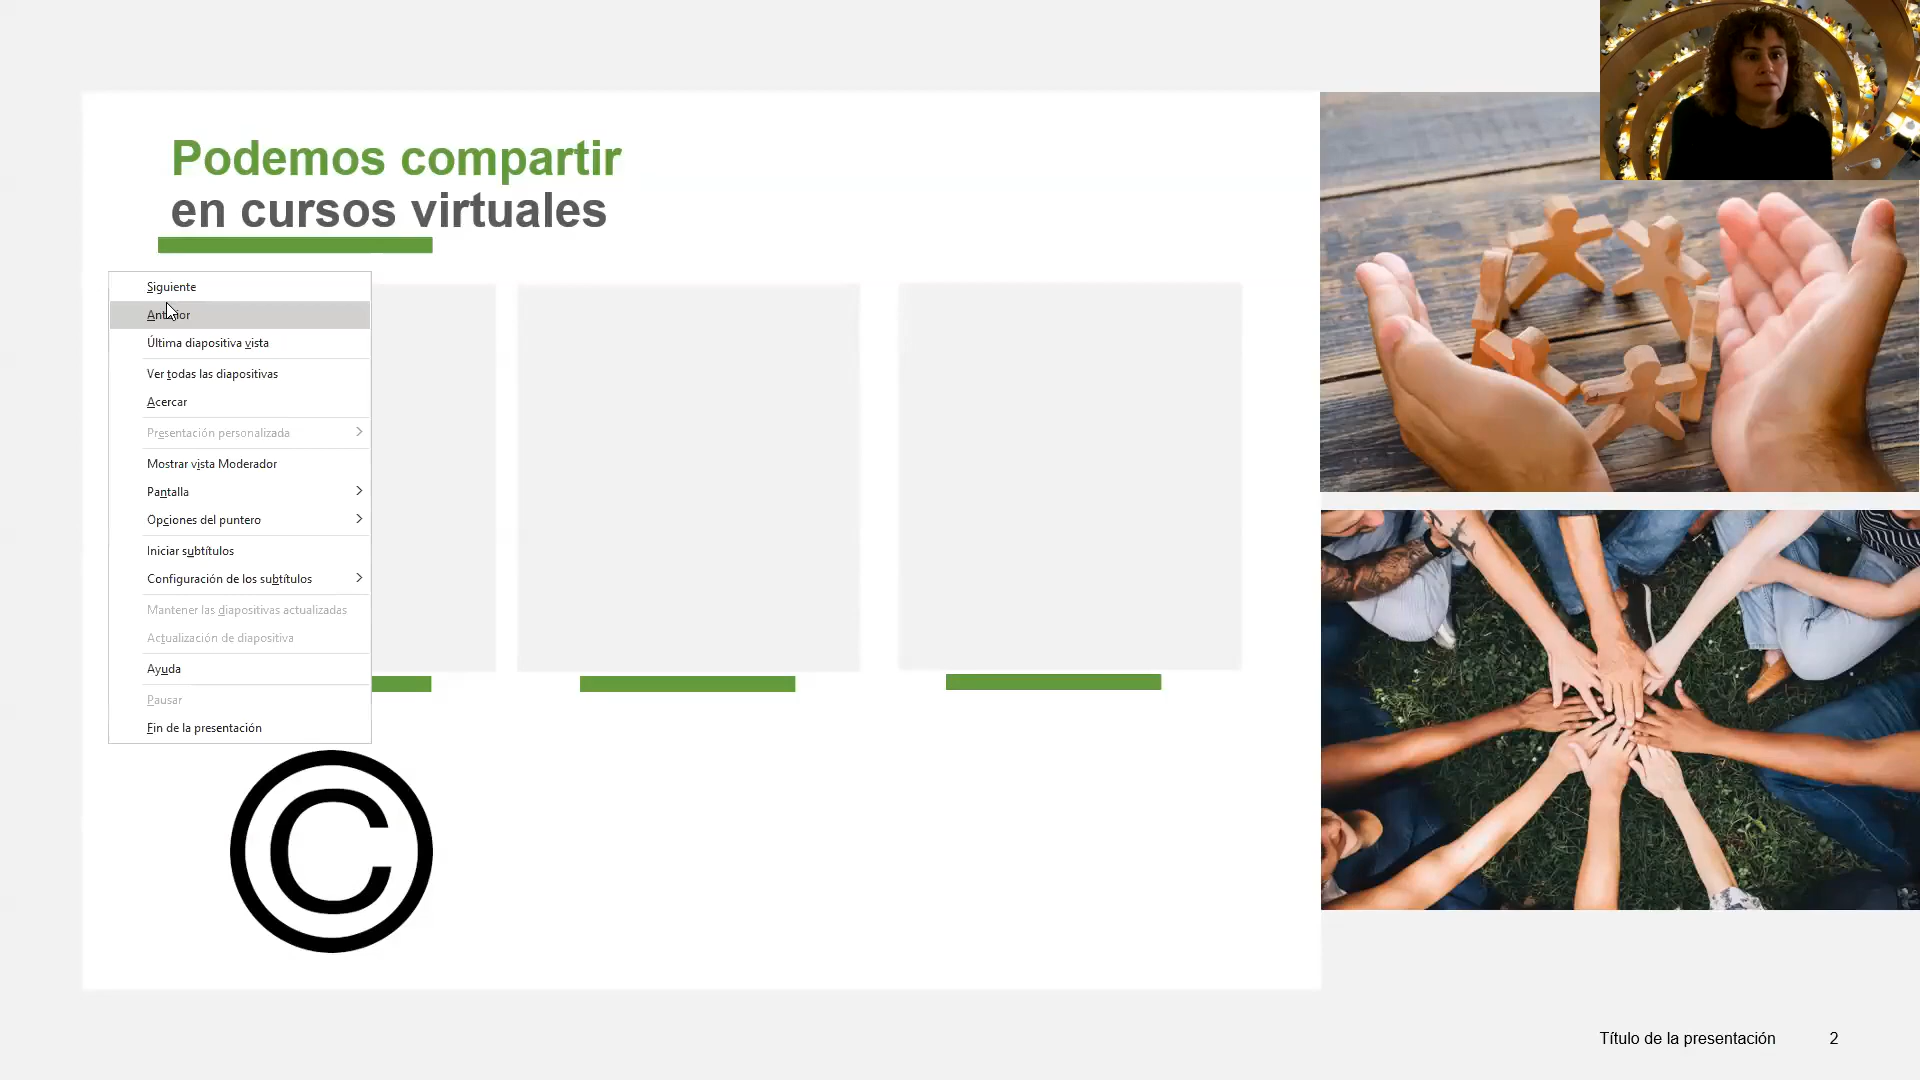 Podemos compartir
en cursos virtuales
Siguiente
Anterior
Última diapositiva vista
Ver todas las diapositivas
Acercar
Presentación personalizada
Mostrar vista Moderador
Pantalla
Opciones del puntero
Iniciar subtítulos
Configuración de los subtítulos
Mantener las diapositivas actualizadas
Actualización de diapositiva
Ayuda
Pausar
Fin de la presentación
©
Título de la presentación 2